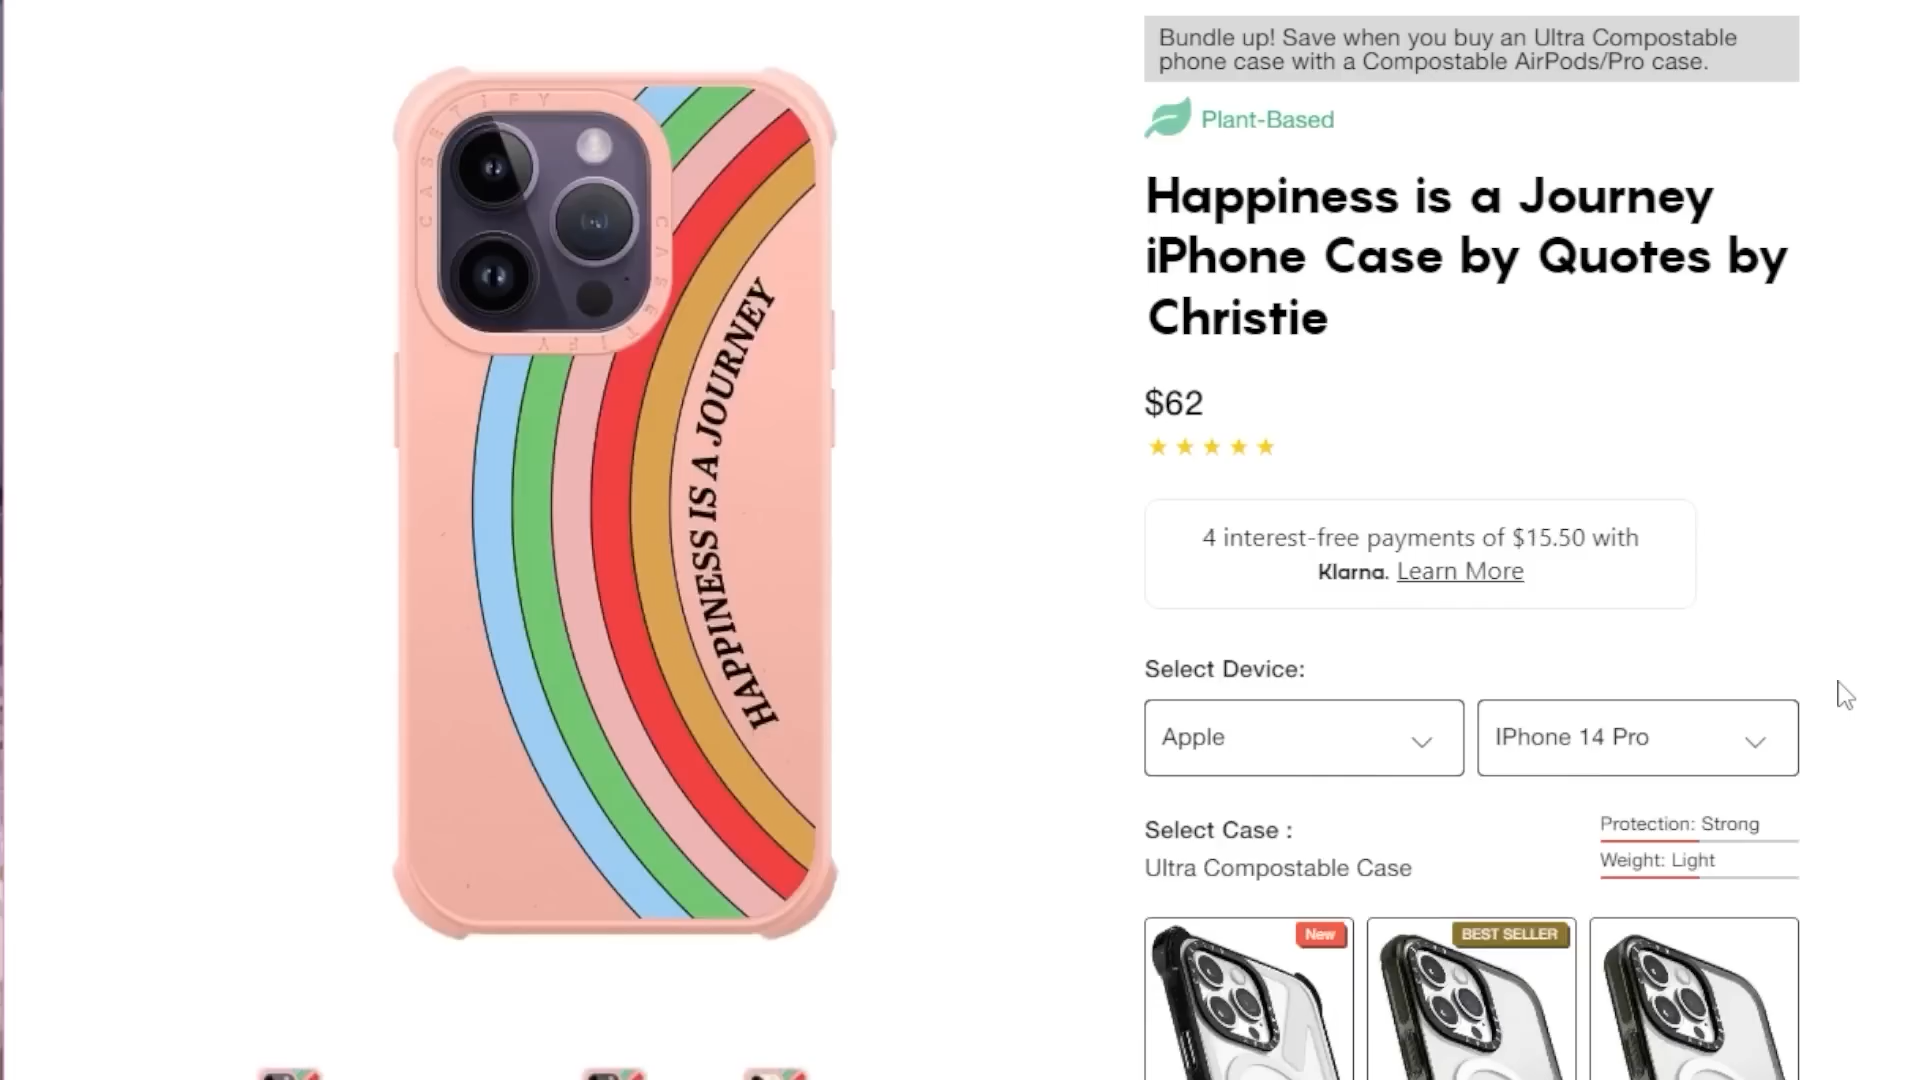 CASETIFY
CASETIFY
HAPPINESS IS A JOURNEY
Bundle up! Save when you buy an Ultra Compostable
phone case with a Compostable AirPods/Pro case.
Plant-Based
Happiness is a Journey
iPhone Case by Quotes by
Christie
$62
4 interest-free payments of $15.50 with
Klarna. Learn More
Select Device:
Apple
IPhone 14 Pro
Select Case :
Ultra Compostable Case
Protection: Strong
Weight: Light
New
BEST SELLER